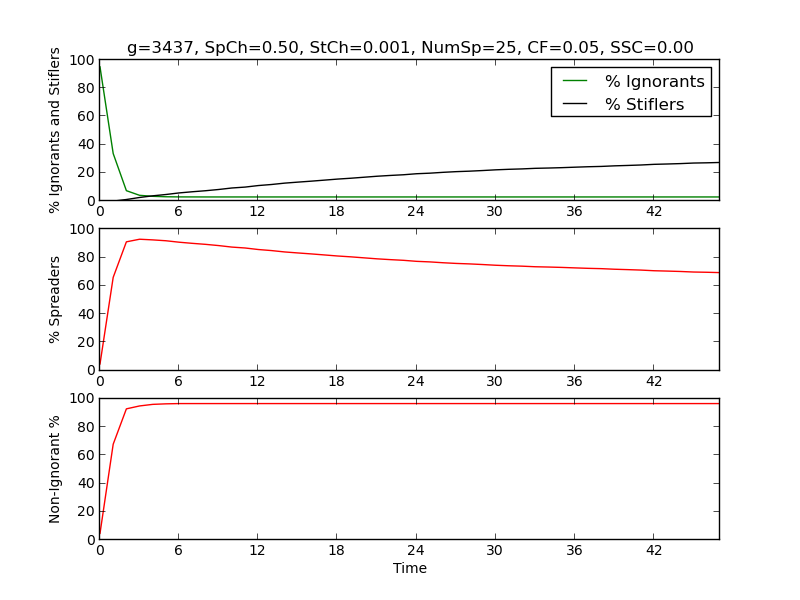 g=3437, SpCh=0.50, StCh=0.001, NumSp=25, CF=0.05, SSC=0.00
% Ignorants and Stiflers
100
80
60
40
20
0
% Ignorants
% Stiflers
0 6 12 18 24 30 36 42
% Spreaders
100
80
60
40
20
0
0 6 12 18 24 30 36 42
Non-Ignorant %
100
80
60
40
20
0
0 6 12 18 24 30 36 42
Time